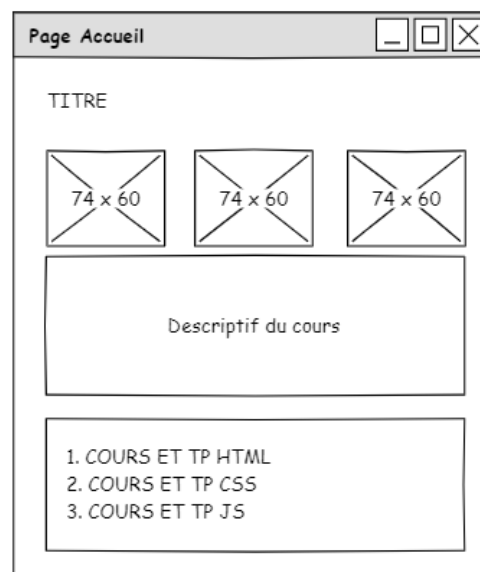 Page Accueil
TITRE
74 x 60 74 x 60 74 x 60
Descriptif du cours
1. COURS ET TP HTML
2. COURS ET TP CSS
3. COURS ET TP JS